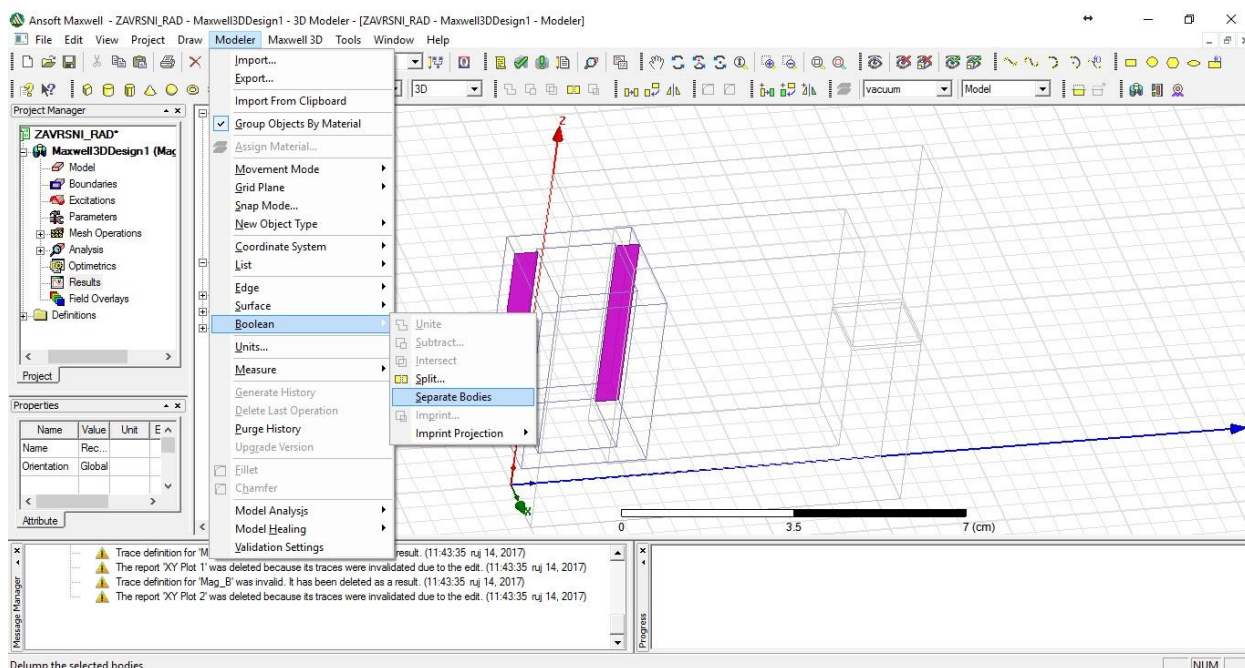 Ansoft Maxwell - ZAVRSNI_RAD - Maxwell3DDesign1 - 3D Modeler - [ZAVRSNI_RAD - Maxwell3DDesign1 - Modeler]
File Edit View Project Draw Modeler Maxwell 3D Tools Window Help
3D vacuum Model
Project Manager
ZAVRSNI_RAD*
Maxwell3DDesign1 (Mag
Model
Boundaries
Excitations
Parameters
Mesh Operations
Analysis
Optimetrics
Results
Field Overlays
Definitions
Project
Properties
Name Value Unit E
Name Rec...
Orientation Global
Attribute
Import...
Export...
Import From Clipboard
Group Objects By Material
Assign Material...
Movement Mode
Grid Plane
Snap Mode...
New Object Type
Coordinate System
List
Edge
Surface
Boolean
Units...
Measure
Generate History
Delete Last Operation
Purge History
Upgrade Version
Fillet
Chamfer
Model Analysis
Model Healing
Validation Settings
Unite
Subtract...
Intersect
Split...
Separate Bodies
Imprint...
Imprint Projection
Z
X
0 3.5 7 (cm)
Trace definition for 'M result. (11:43:35 ruj 14, 2017)
The report 'XY Plot 1' was deleted because its traces were invalidated due to the edit. (11:43:35 ruj 14, 2017)
Trace definition for 'Mag_B' was invalid. It has been deleted as a result. (11:43:35 ruj 14, 2017)
The report 'XY Plot 2' was deleted because its traces were invalidated due to the edit. (11:43:35 ruj 14, 2017)
Message Manager
Progress
Delump the selected bodies
NUM